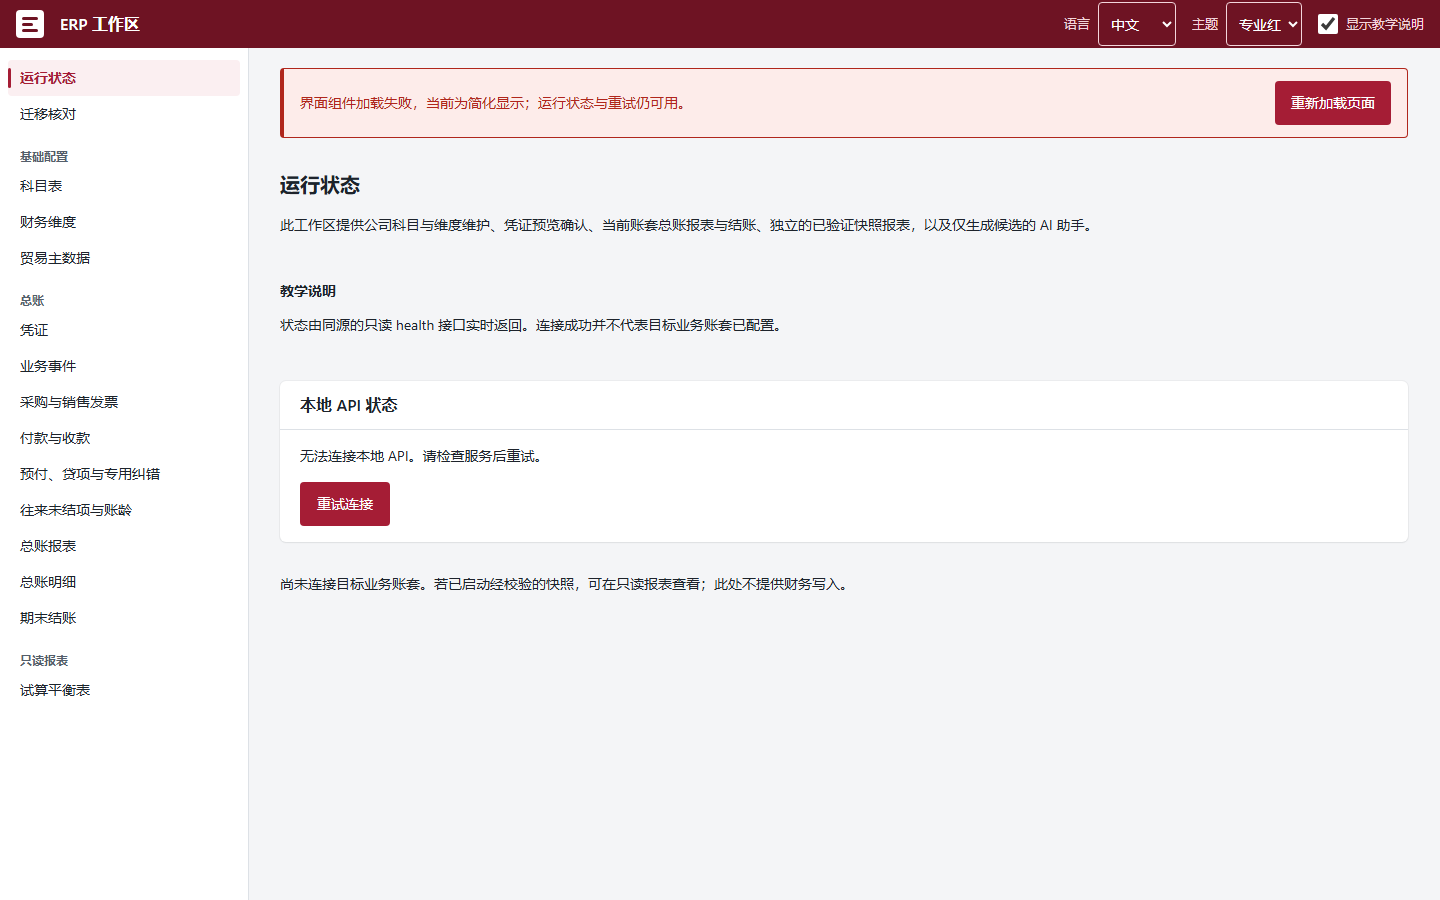 ERP 工作区
语言 中文 主题 专业红 显示教学说明
运行状态
迁移核对
基础配置
科目表
财务维度
贸易主数据
总账
凭证
业务事件
采购与销售发票
付款与收款
预付、贷项与专用纠错
往来未结项与账龄
总账报表
总账明细
期末结账
只读报表
试算平衡表
界面组件加载失败，当前为简化显示；运行状态与重试仍可用。
重新加载页面
运行状态
此工作区提供公司科目与维度维护、凭证预览确认、当前账套总账报表与结账、独立的已验证快照报表，以及仅生成候选的 AI 助手。
教学说明
状态由同源的只读 health 接口实时返回。连接成功并不代表目标业务账套已配置。
本地 API 状态
无法连接本地 API。请检查服务后重试。
重试连接
尚未连接目标业务账套。若已启动经校验的快照，可在只读报表查看；此处不提供财务写入。